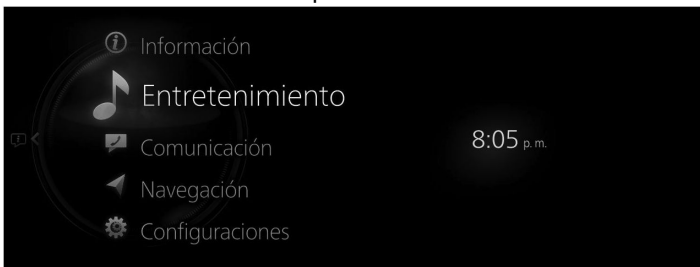 Información
Entretenimiento
Comunicación
Navegación
Configuraciones
8:05 p. m.